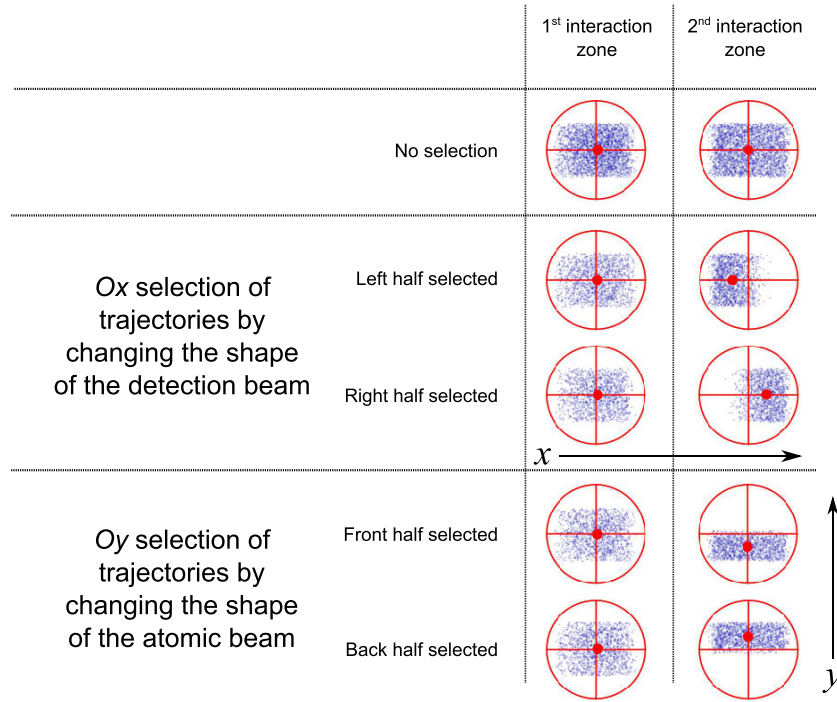 1st interaction
zone
2nd interaction
zone
No selection
Ox selection of
trajectories by
changing the shape
of the detection beam
Left half selected
Right half selected
x
Oy selection of
trajectories by
changing the shape
of the atomic beam
Front half selected
Back half selected
y